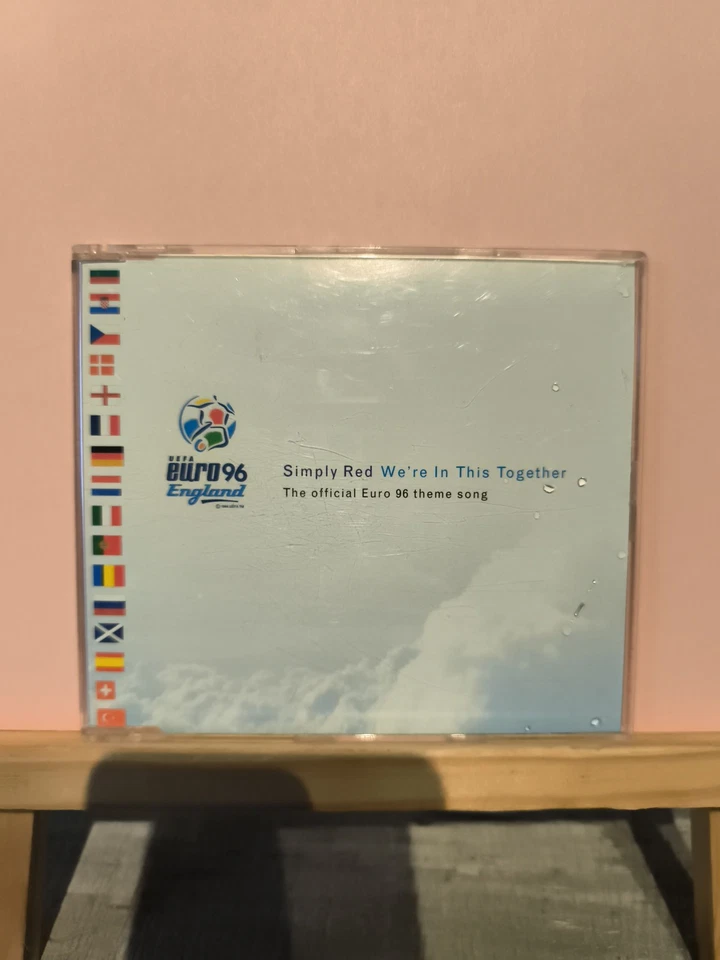 UEFA
euro96
England
Simply Red We're In This Together
The official Euro 96 theme song